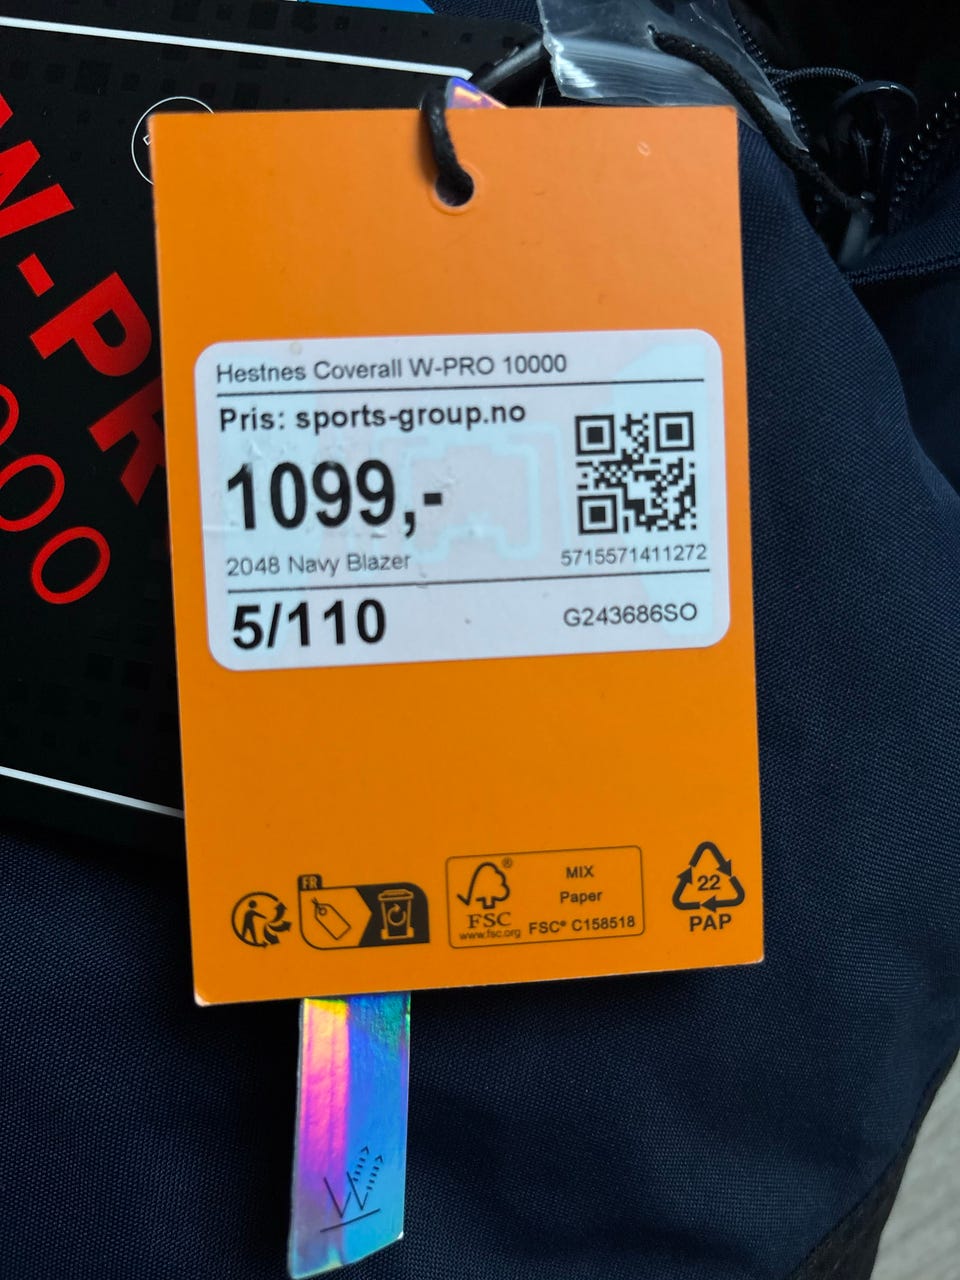 W-PR
000
Hestnes Coverall W-PRO 10000
Pris: sports-group.no
1099,-
2048 Navy Blazer
5715571411272
5/110
G243686SO
FR
FSC
www.fsc.org
®
MIX
Paper
FSC® C158518
22
PAP